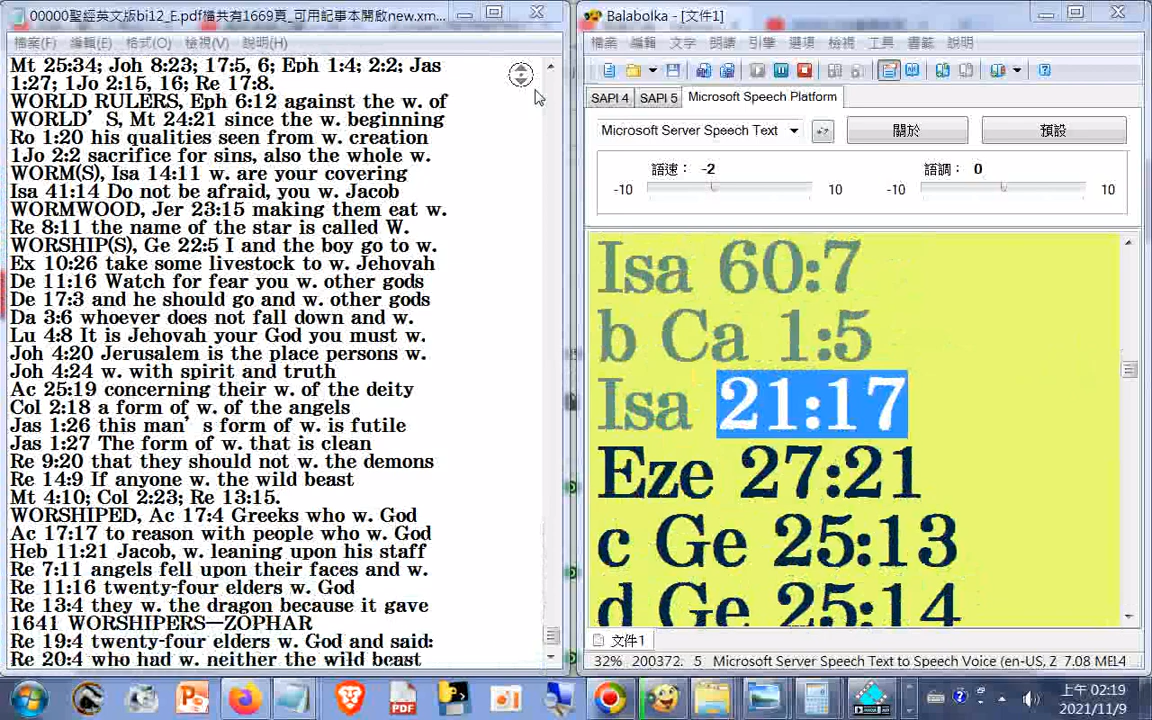 00000聖經英文版bi12_E.pdf檔共有1669頁_可用記事本開啟new.xm...
檔案(F) 編輯(E) 格式(O) 檢視(V) 說明(H)
Mt 25:34; Joh 8:23; 17:5, 6; Eph 1:4; 2:2; Jas
1:27; 1Jo 2:15, 16; Re 17:8.
WORLD RULERS, Eph 6:12 against the w. of
WORLD’S, Mt 24:21 since the w. beginning
Ro 1:20 his qualities seen from w. creation
1Jo 2:2 sacrifice for sins, also the whole w.
WORM(S), Isa 14:11 w. are your covering
Isa 41:14 Do not be afraid, you w. Jacob
WORMWOOD, Jer 23:15 making them eat w.
Re 8:11 the name of the star is called W.
WORSHIP(S), Ge 22:5 I and the boy go to w.
Ex 10:26 take some livestock to w. Jehovah
De 11:16 Watch for fear you w. other gods
De 17:3 and he should go and w. other gods
Da 3:6 whoever does not fall down and w.
Lu 4:8 It is Jehovah your God you must w.
Joh 4:20 Jerusalem is the place persons w.
Joh 4:24 w. with spirit and truth
Ac 25:19 concerning their w. of the deity
Col 2:18 a form of w. of the angels
Jas 1:26 this man’s form of w. is futile
Jas 1:27 The form of w. that is clean
Re 9:20 that they should not w. the demons
Re 14:9 If anyone w. the wild beast
Mt 4:10; Col 2:23; Re 13:15.
WORSHIPED, Ac 17:4 Greeks who w. God
Ac 17:17 to reason with people who w. God
Heb 11:21 Jacob, w. leaning upon his staff
Re 7:11 angels fell upon their faces and w.
Re 11:16 twenty-four elders w. God
Re 13:4 they w. the dragon because it gave
1641 WORSHIPERS—ZOPHAR
Re 19:4 twenty-four elders w. God and said:
Re 20:4 who had w. neither the wild beast
Balabolka - [文件1]
檔案 編輯 文字 朗讀 引擎 選項 檢視 工具 書籤 說明
SAPI 4 SAPI 5 Microsoft Speech Platform
Microsoft Server Speech Text 關於 預設
語速： -2 語調： 0
-10 10 -10 10
Isa 60:7
b Ca 1:5
Isa 21:17
Eze 27:21
c Ge 25:13
d Ge 25:14
文件1
32% 200372. 5 Microsoft Server Speech Text to Speech Voice (en-US, Z 7.08 ME14
PDF
上午 02:19
2021/11/9